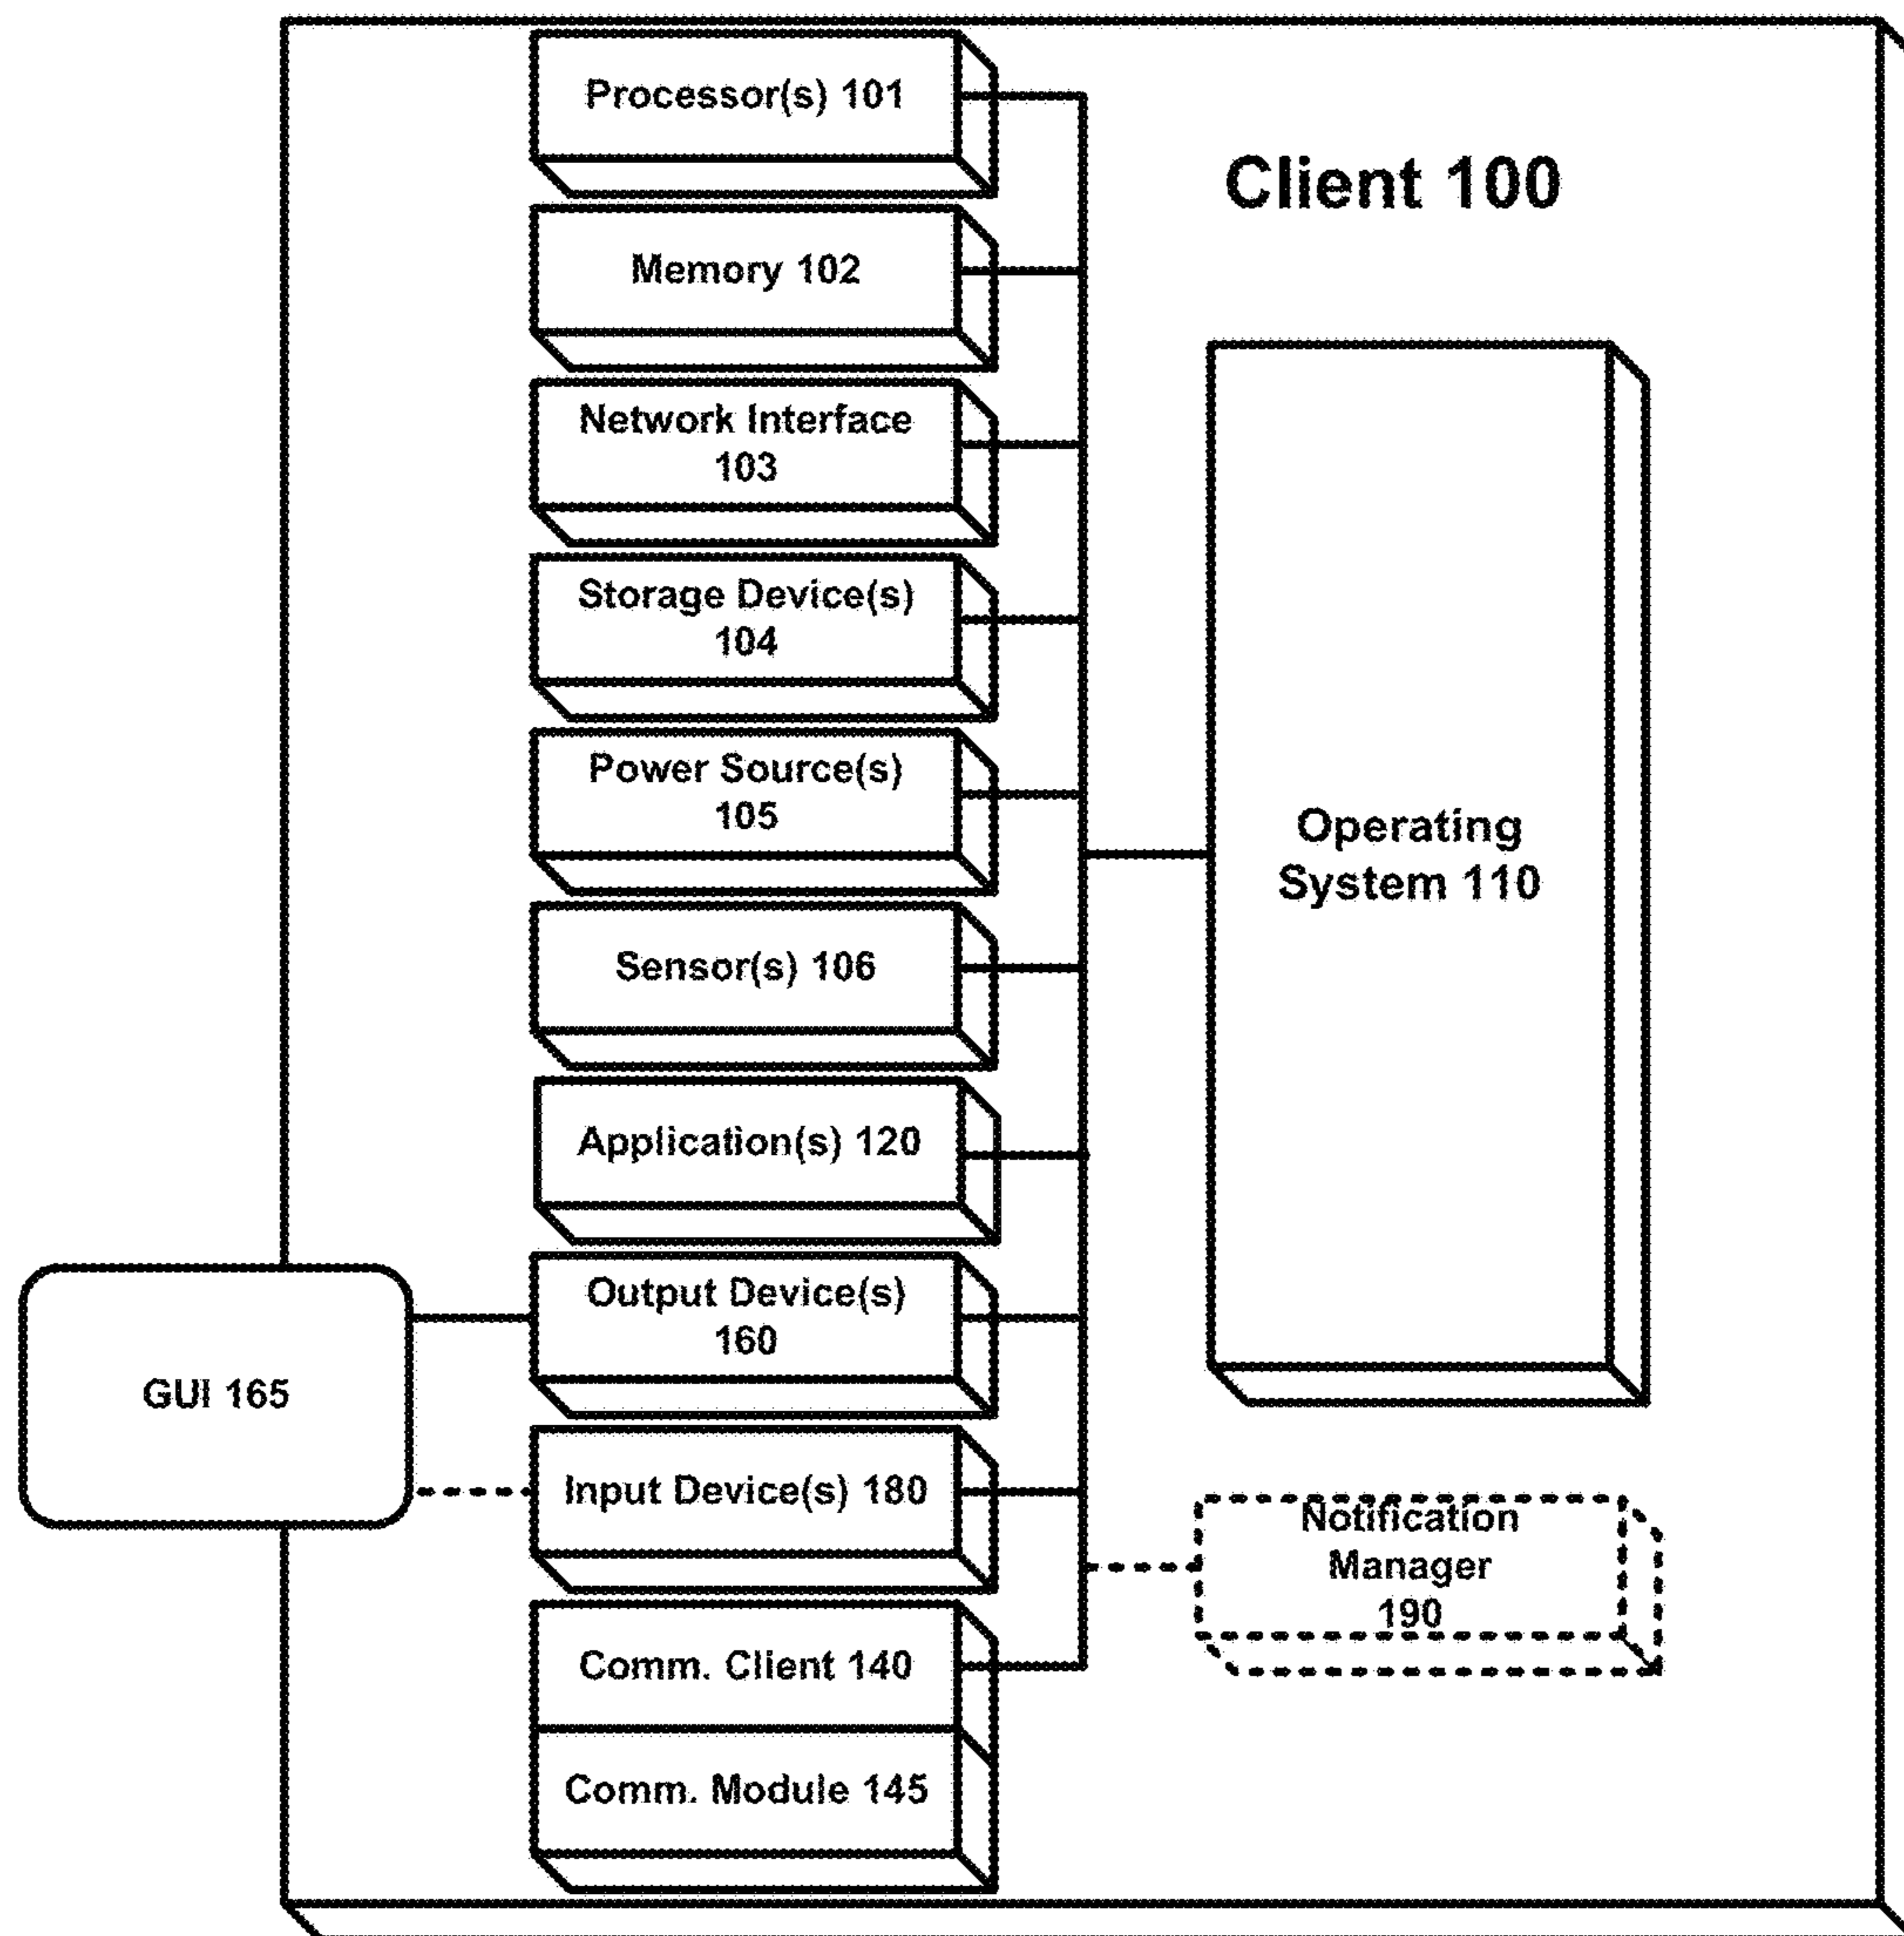 Processor(s) 101
Client 100
Memory 102
Network Interface
103
Storage Device(s)
104
Power Source(s)
105
Operating
System 110
Sensor(s) 106
Application(s) 120
Output Device(s)
160
GUI 165
Input Device(s) 180
Notification
Manager
190
Comm. Client 140
Comm. Module 145